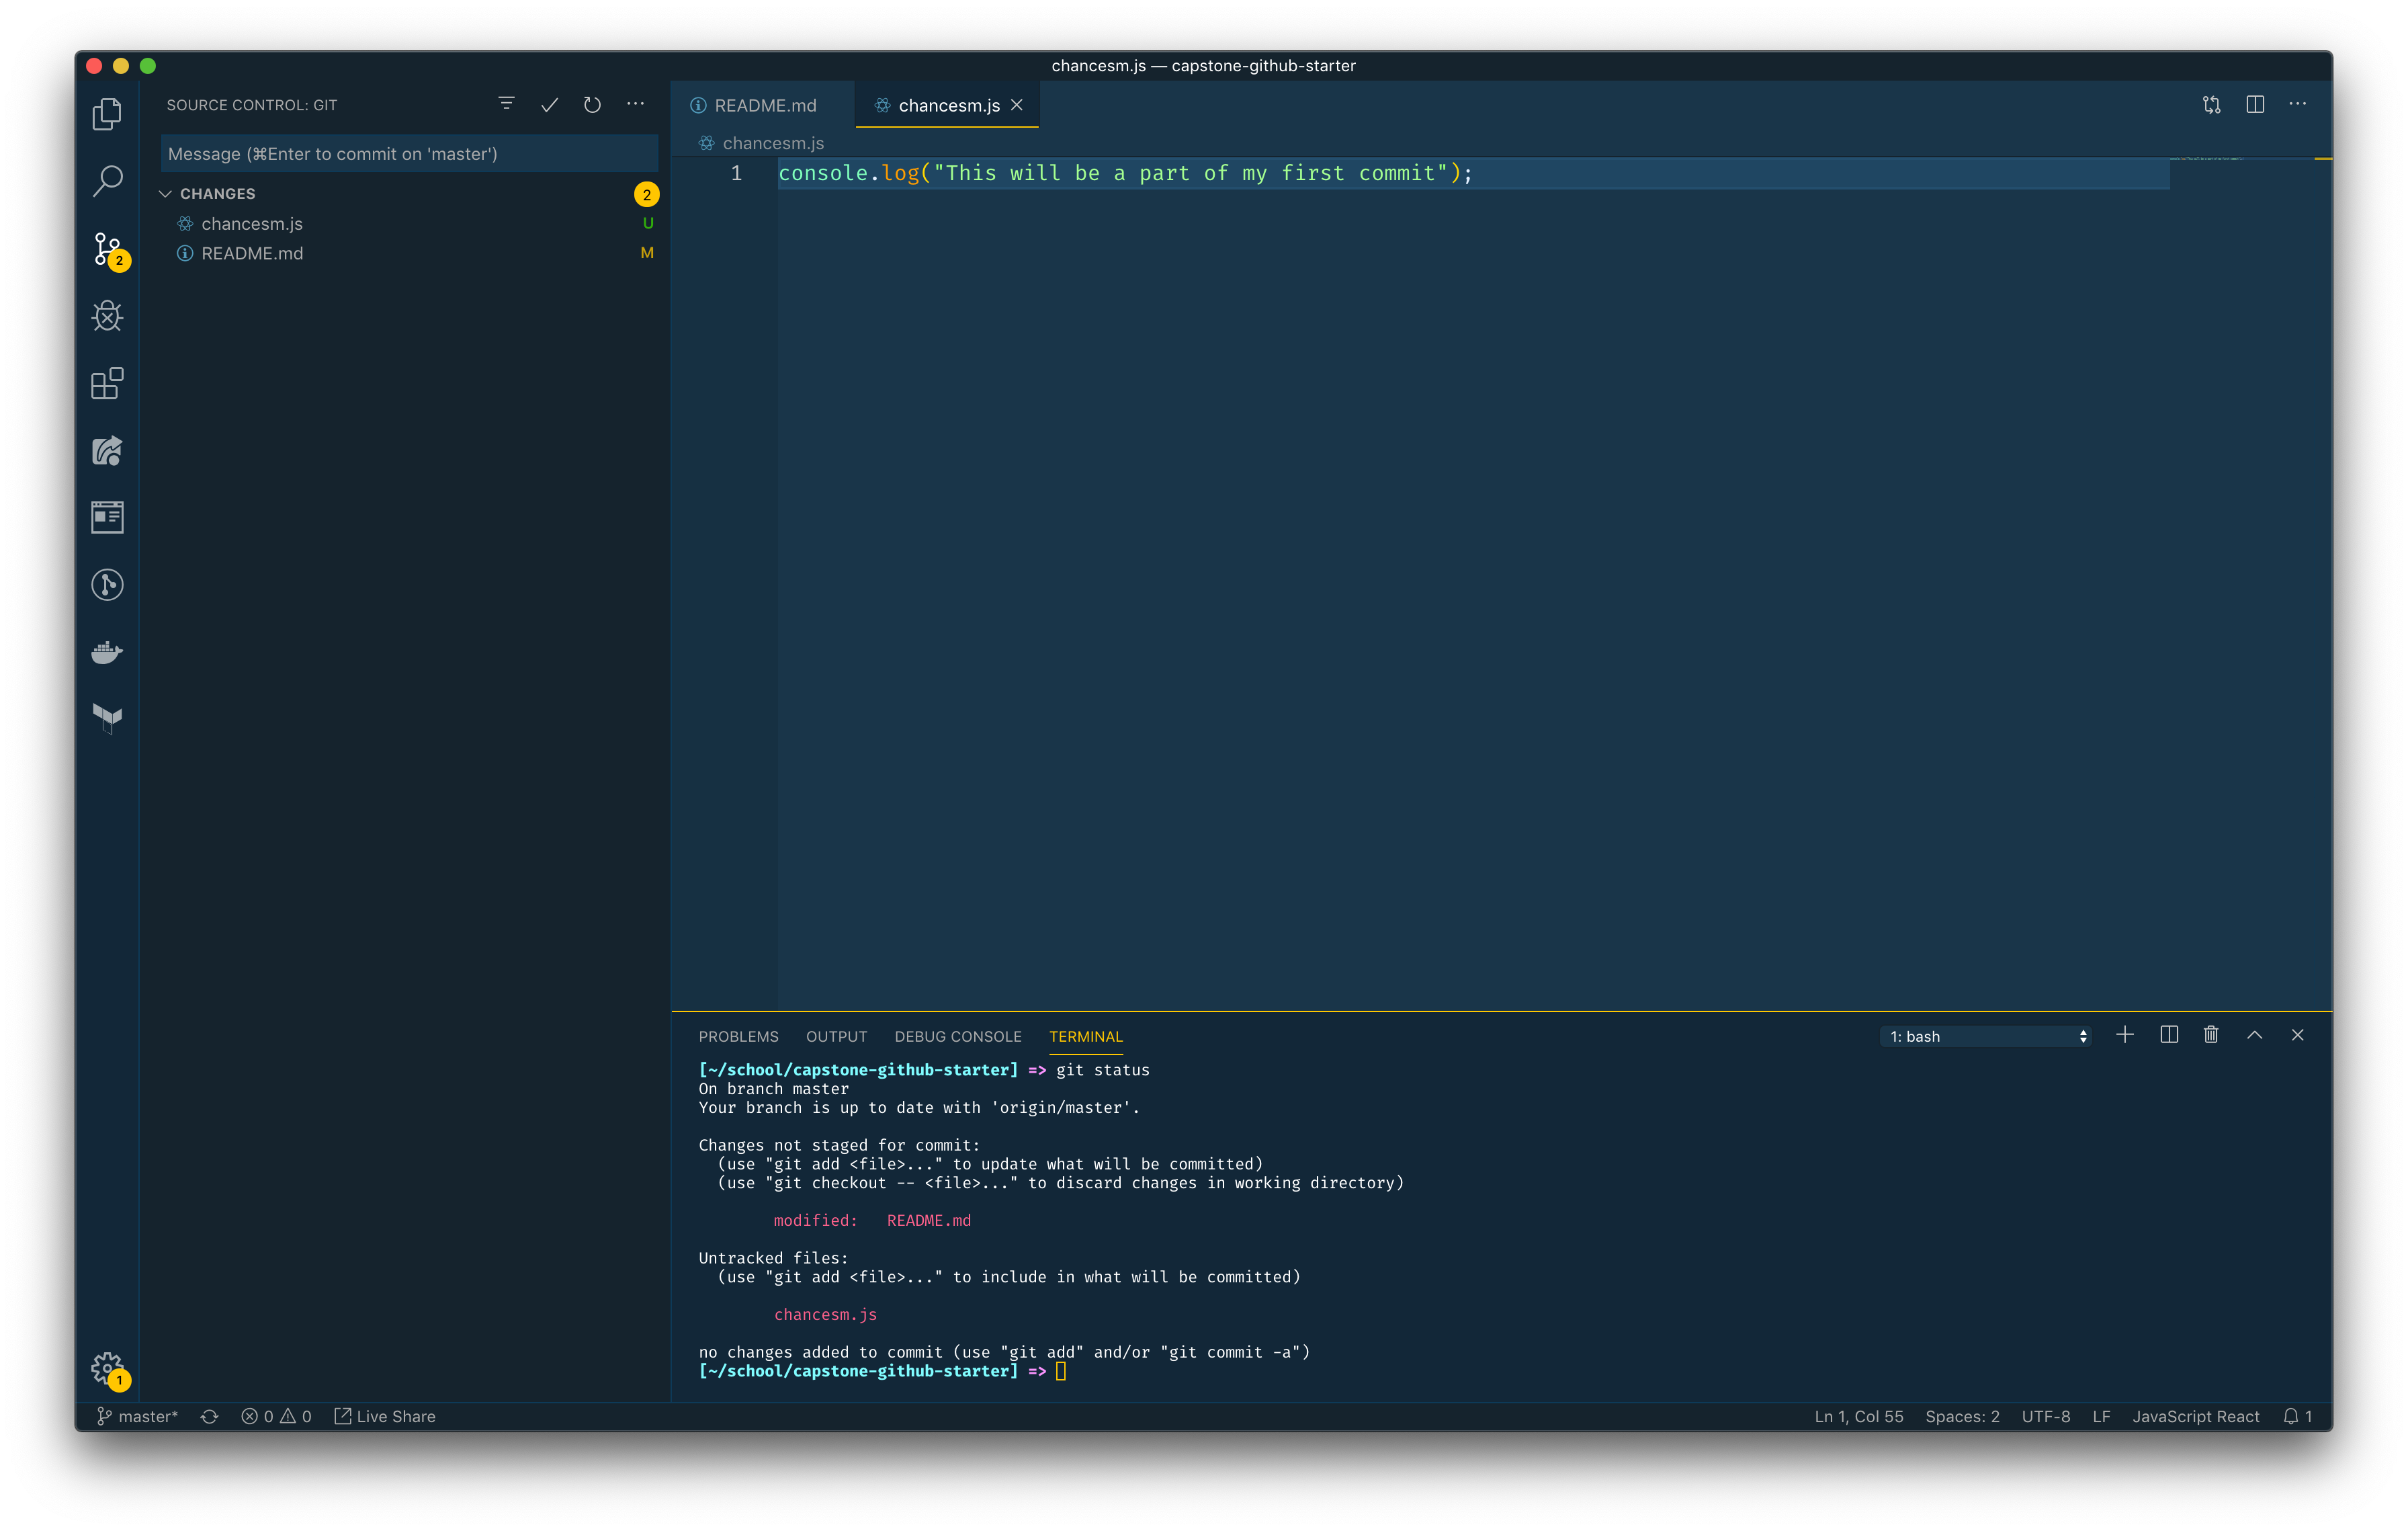 chancesm.js — capstone-github-starter
SOURCE CONTROL: GIT
Message (⌘Enter to commit on 'master')
CHANGES 2
chancesm.js U
README.md M
2
1
README.md chancesm.js
chancesm.js
1 console.log("This will be a part of my first commit");
PROBLEMS OUTPUT DEBUG CONSOLE TERMINAL 1: bash
[~/school/capstone-github-starter] => git status
On branch master
Your branch is up to date with 'origin/master'.
Changes not staged for commit:
(use "git add <file>..." to update what will be committed)
(use "git checkout -- <file>..." to discard changes in working directory)
modified: README.md
Untracked files:
(use "git add <file>..." to include in what will be committed)
chancesm.js
no changes added to commit (use "git add" and/or "git commit -a")
[~/school/capstone-github-starter] =>
master* 0 0 Live Share Ln 1, Col 55 Spaces: 2 UTF-8 LF JavaScript React 1